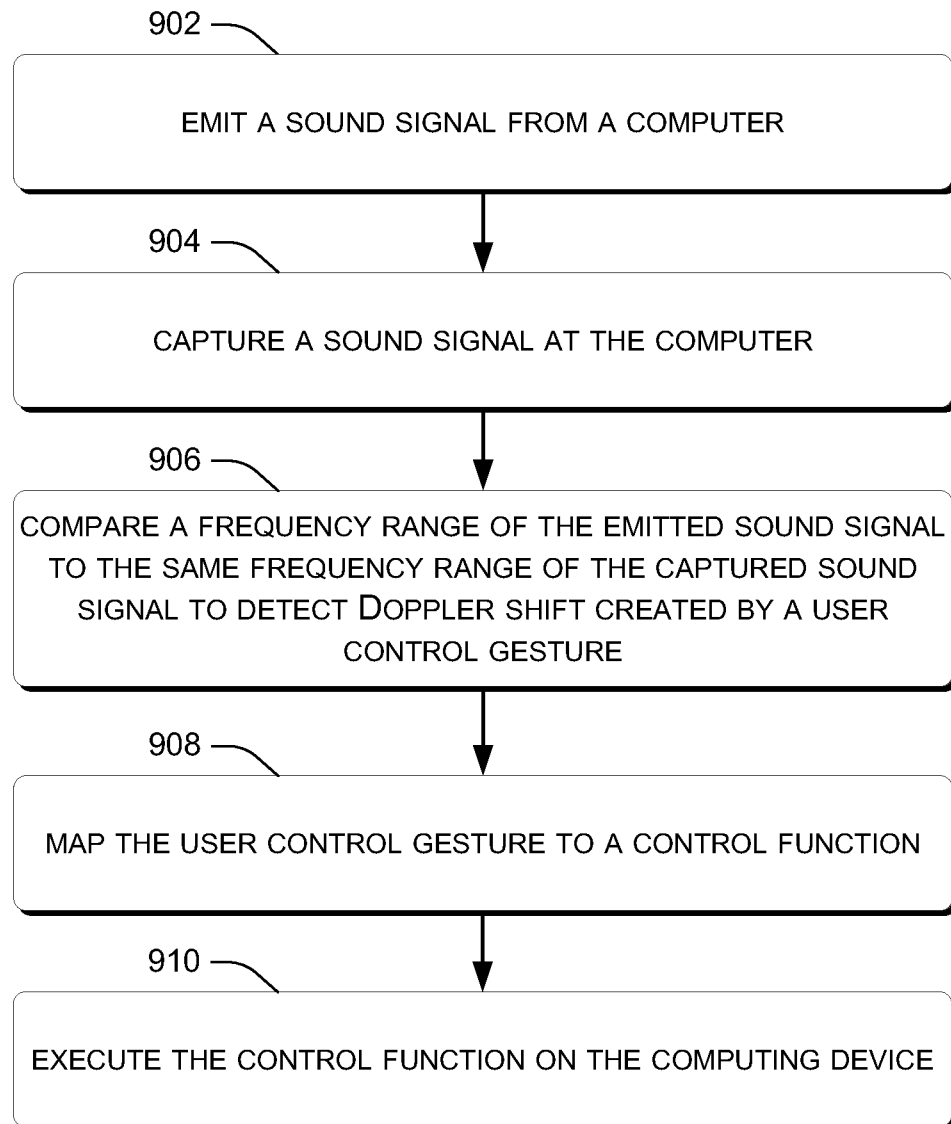 902
EMIT A SOUND SIGNAL FROM A COMPUTER
904
CAPTURE A SOUND SIGNAL AT THE COMPUTER
906
COMPARE A FREQUENCY RANGE OF THE EMITTED SOUND SIGNAL
TO THE SAME FREQUENCY RANGE OF THE CAPTURED SOUND
SIGNAL TO DETECT DOPPLER SHIFT CREATED BY A USER
CONTROL GESTURE
908
MAP THE USER CONTROL GESTURE TO A CONTROL FUNCTION
910
EXECUTE THE CONTROL FUNCTION ON THE COMPUTING DEVICE